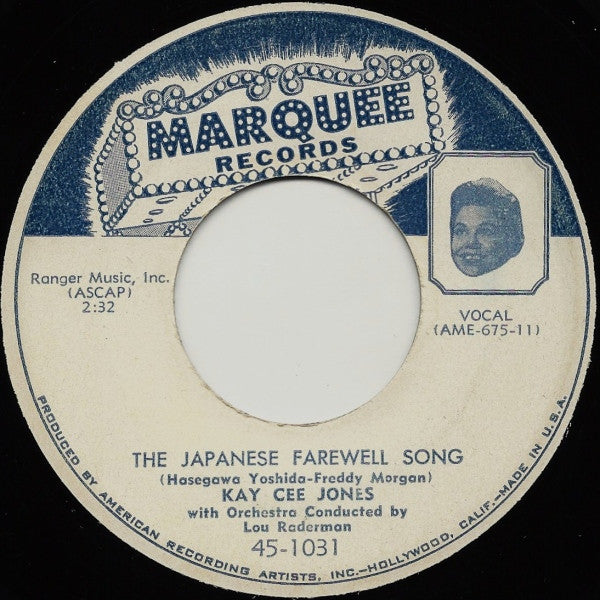 MARQUEE
RECORDS
Ranger Music, Inc.
(ASCAP)
2:32
VOCAL
(AME-675-11)
THE JAPANESE FAREWELL SONG
(Hasegawa Yoshida-Freddy Morgan)
KAY CEE JONES
with Orchestra Conducted by
Lou Raderman
45-1031
PRODUCED BY AMERICAN RECORDING ARTISTS, INC.-HOLLYWOOD, CALIF.-MADE IN U.S.A.